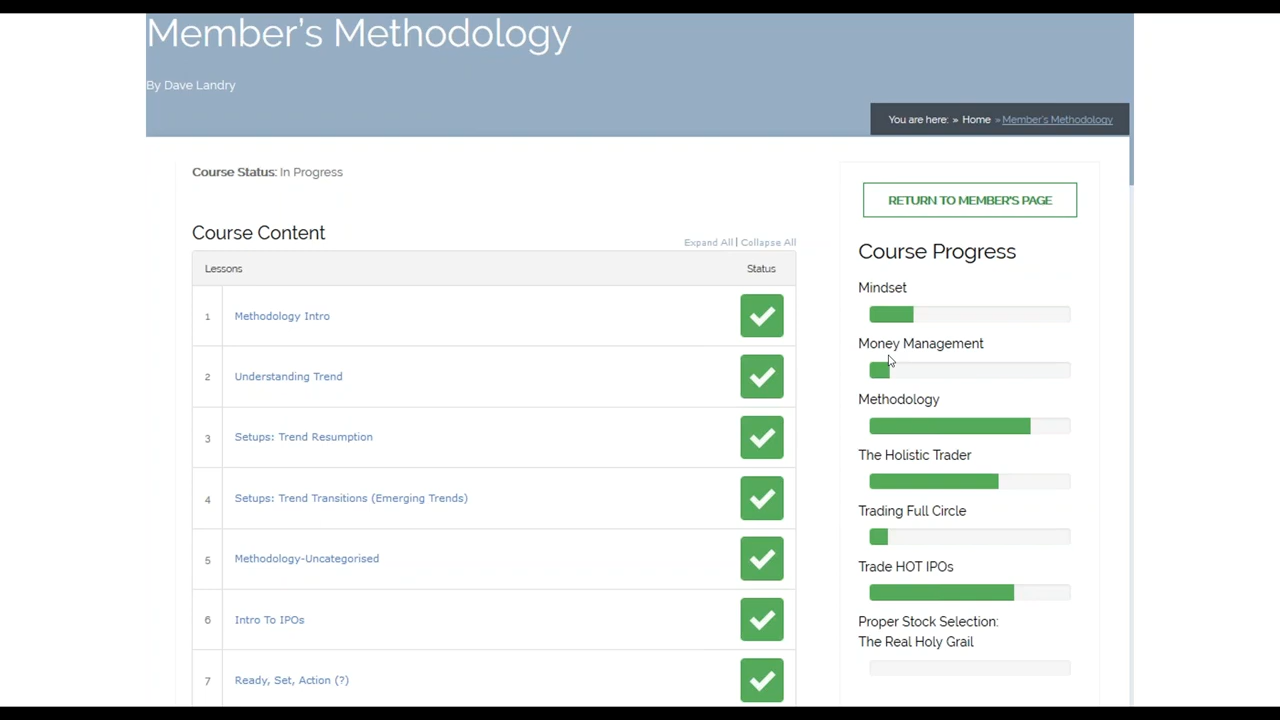 Member's Methodology
By Dave Landry
You are here: » Home » Member's Methodology
Course Status: In Progress
Course Content
Expand All | Collapse All
Lessons Status
1 Methodology Intro
2 Understanding Trend
3 Setups: Trend Resumption
4 Setups: Trend Transitions (Emerging Trends)
5 Methodology-Uncategorised
6 Intro To IPOs
7 Ready, Set, Action (?)
RETURN TO MEMBER'S PAGE
Course Progress
Mindset
Money Management
Methodology
The Holistic Trader
Trading Full Circle
Trade HOT IPOs
Proper Stock Selection:
The Real Holy Grail